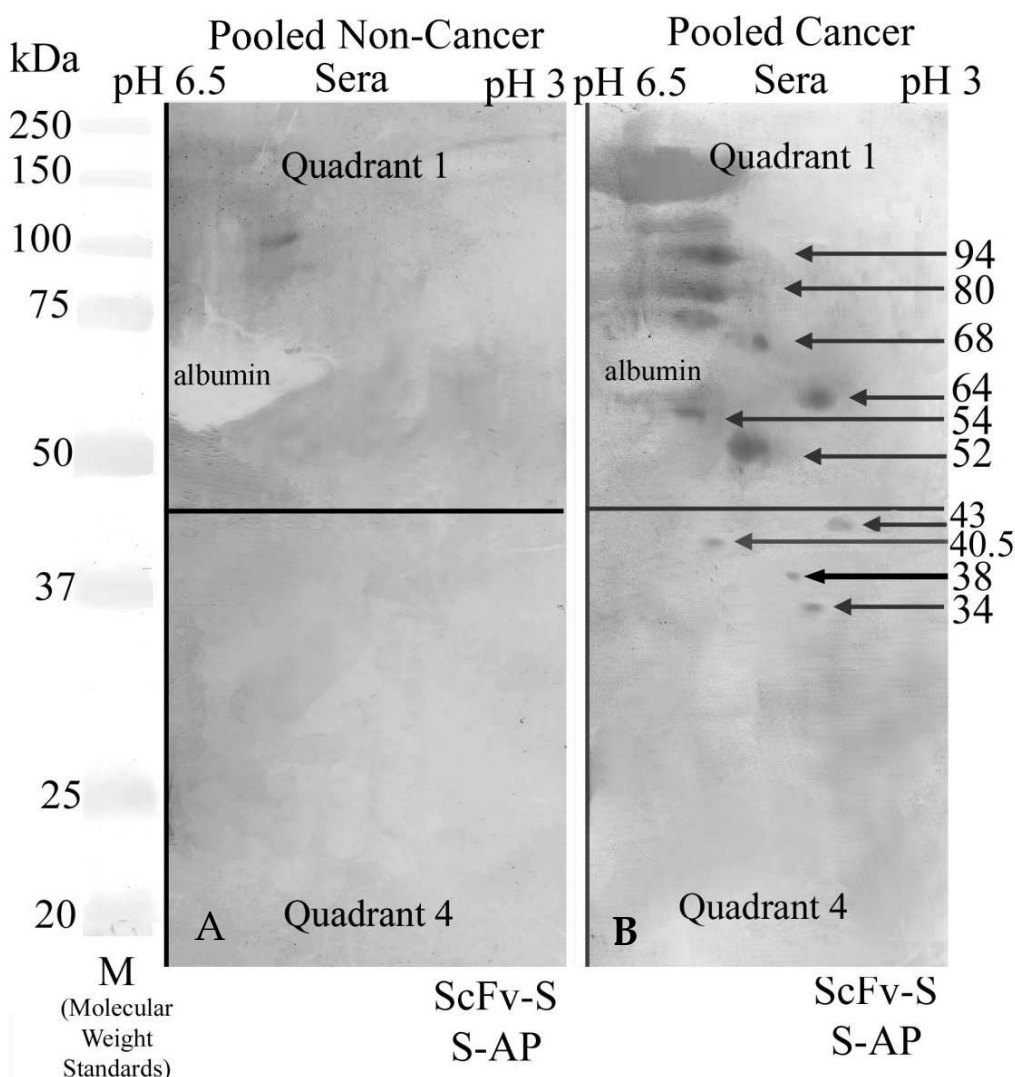 Pooled Non-Cancer
Sera
Pooled Cancer
Sera
kDa
pH 6.5
pH 3
pH 6.5
pH 3
250
150
100
75
50
37
25
20
M
(Molecular
Weight
Standards)
Quadrant 1
albumin
A
Quadrant 4
ScFv-S
S-AP
Quadrant 1
albumin
94
80
68
64
54
52
43
40.5
38
34
B
Quadrant 4
ScFv-S
S-AP